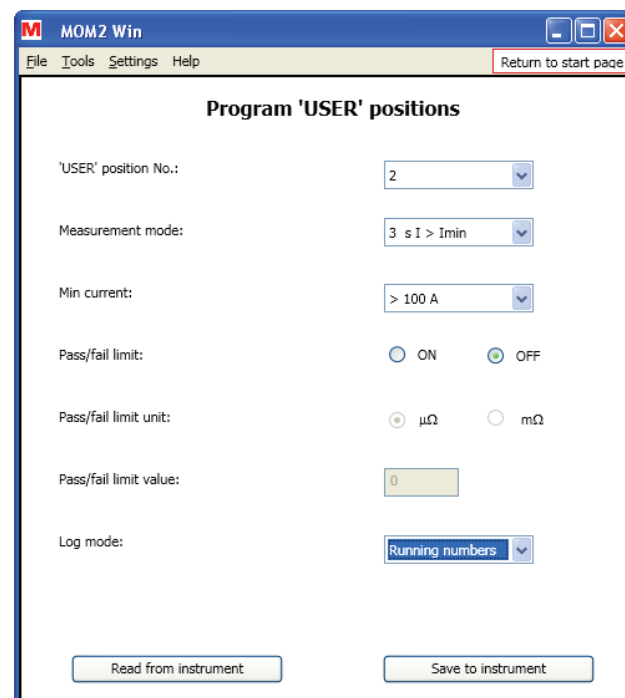 M MOM2 Win
File Tools Settings Help Return to start page
Program 'USER' positions
'USER' position No.: 2
Measurement mode: 3 s I > Imin
Min current: > 100 A
Pass/fail limit: ON OFF
Pass/fail limit unit: µΩ mΩ
Pass/fail limit value: 0
Log mode: Running numbers
Read from instrument Save to instrument